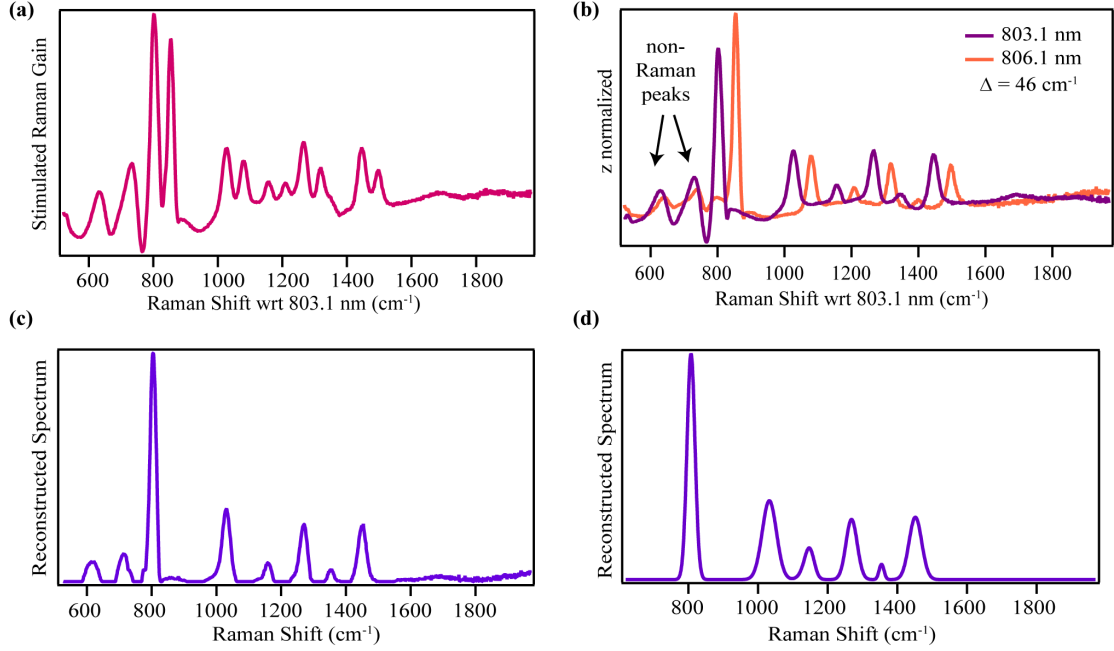 (a)
Stimulated Raman Gain
600 800 1000 1200 1400 1600 1800
Raman Shift wrt 803.1 nm (cm⁻¹)
(b)
z normalized
non-
Raman
peaks
803.1 nm
806.1 nm
Δ = 46 cm⁻¹
600 800 1000 1200 1400 1600 1800
Raman Shift wrt 803.1 nm (cm⁻¹)
(c)
Reconstructed Spectrum
600 800 1000 1200 1400 1600 1800
Raman Shift (cm⁻¹)
(d)
Reconstructed Spectrum
800 1000 1200 1400 1600 1800
Raman Shift (cm⁻¹)